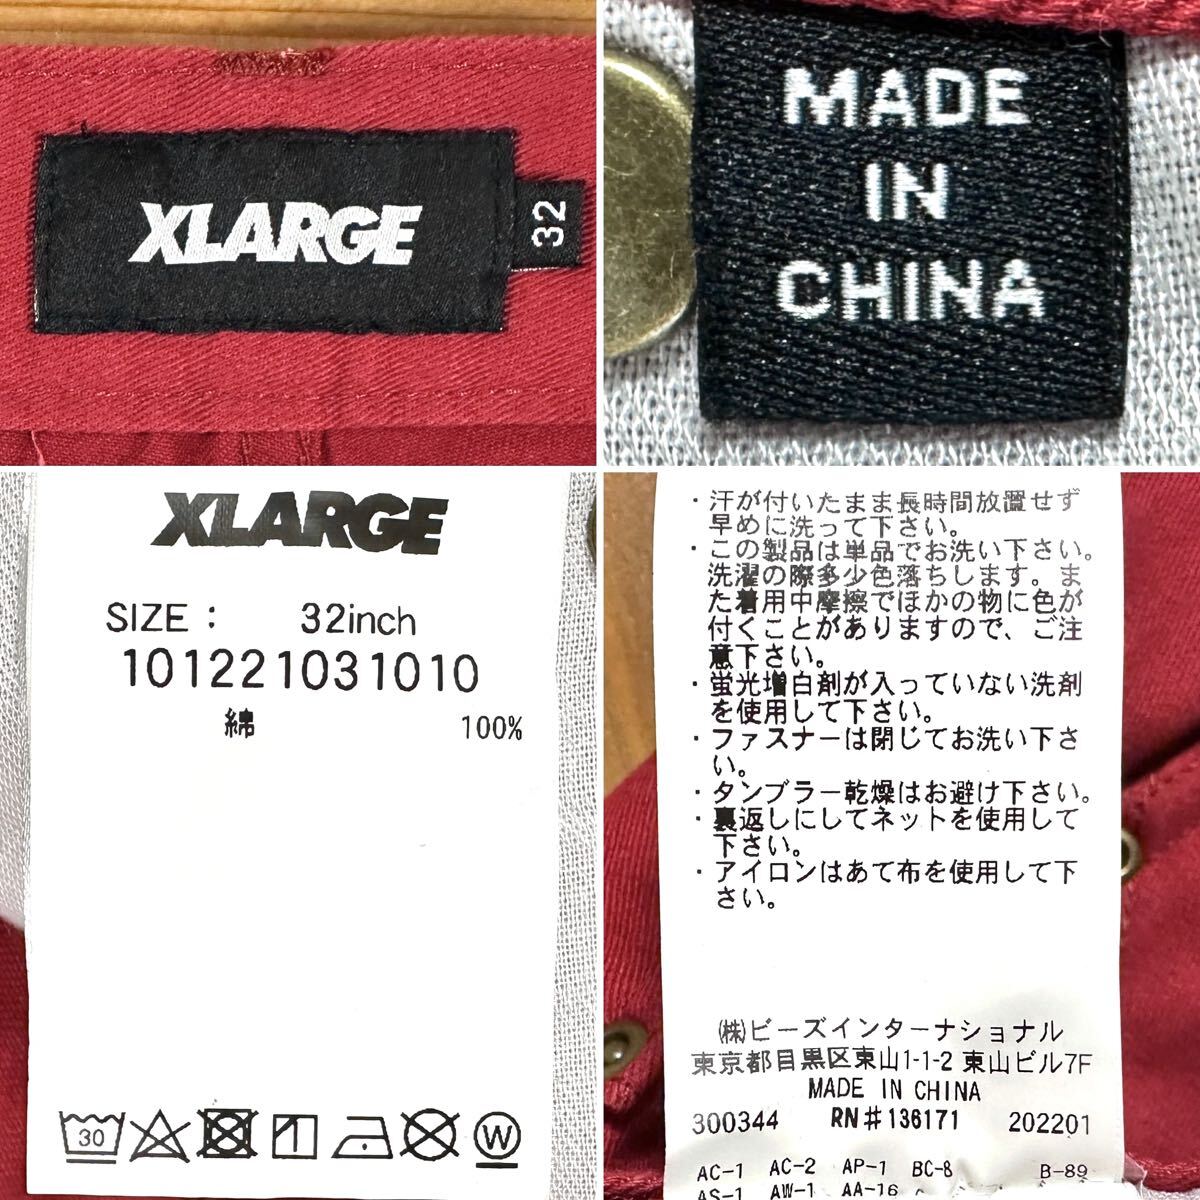 XLARGE
32
MADE
IN
CHINA
XLARGE
SIZE : 32inch
101221031010
綿 100%
30
W
・汗が付いたまま長時間放置せず
早めに洗って下さい。
・この製品は単品でお洗い下さい。
洗濯の際多少色落ちします。ま
た着用中摩擦でほかの物に色が
付くことがありますので、ご注
意下さい。
・蛍光増白剤が入っていない洗剤
を使用して下さい。
・ファスナーは閉じてお洗い下さ
い。
・タンブラー乾燥はお避け下さい。
・裏返しにしてネットを使用して
下さい。
・アイロンはあて布を使用して下
さい。
㈱ビーズインターナショナル
東京都目黒区東山1-1-2 東山ビル7F
MADE IN CHINA
300344 RN#136171 202201
AC-1 AC-2 AP-1 BC-8 B-89
AS-1 AW-1 AA-16